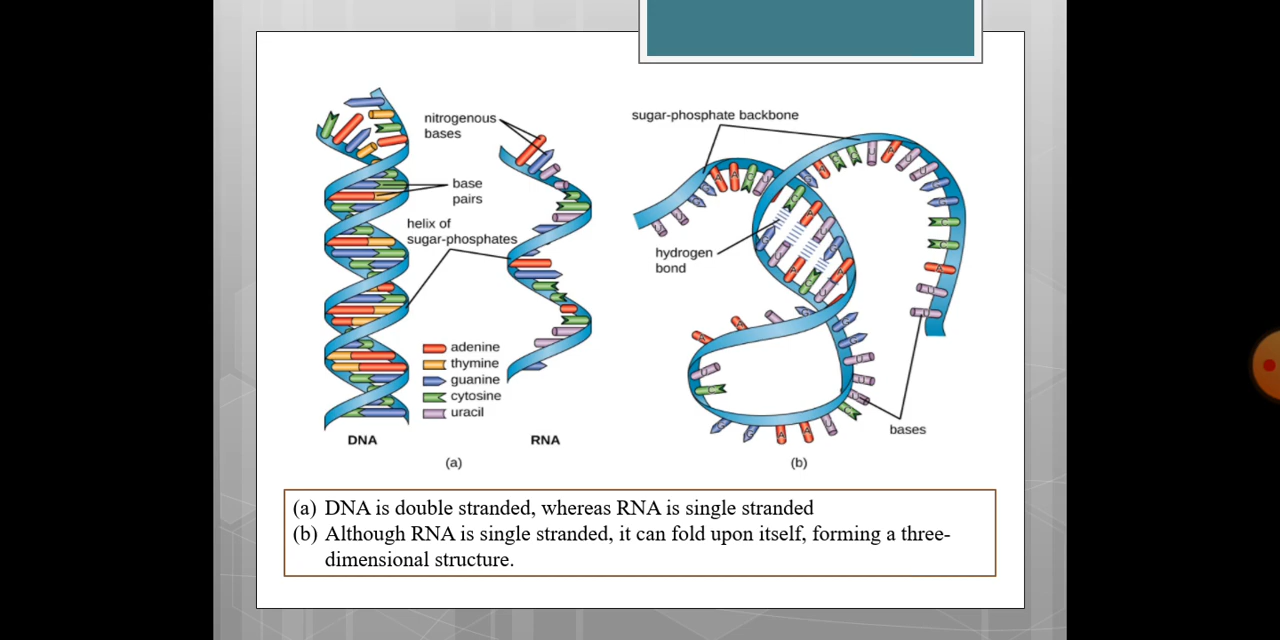 nitrogenous
bases
base
pairs
helix of
sugar-phosphates
adenine
thymine
guanine
cytosine
uracil
DNA
RNA
(a)
sugar-phosphate backbone
hydrogen
bond
bases
(b)
(a) DNA is double stranded, whereas RNA is single stranded
(b) Although RNA is single stranded, it can fold upon itself, forming a three-
dimensional structure.